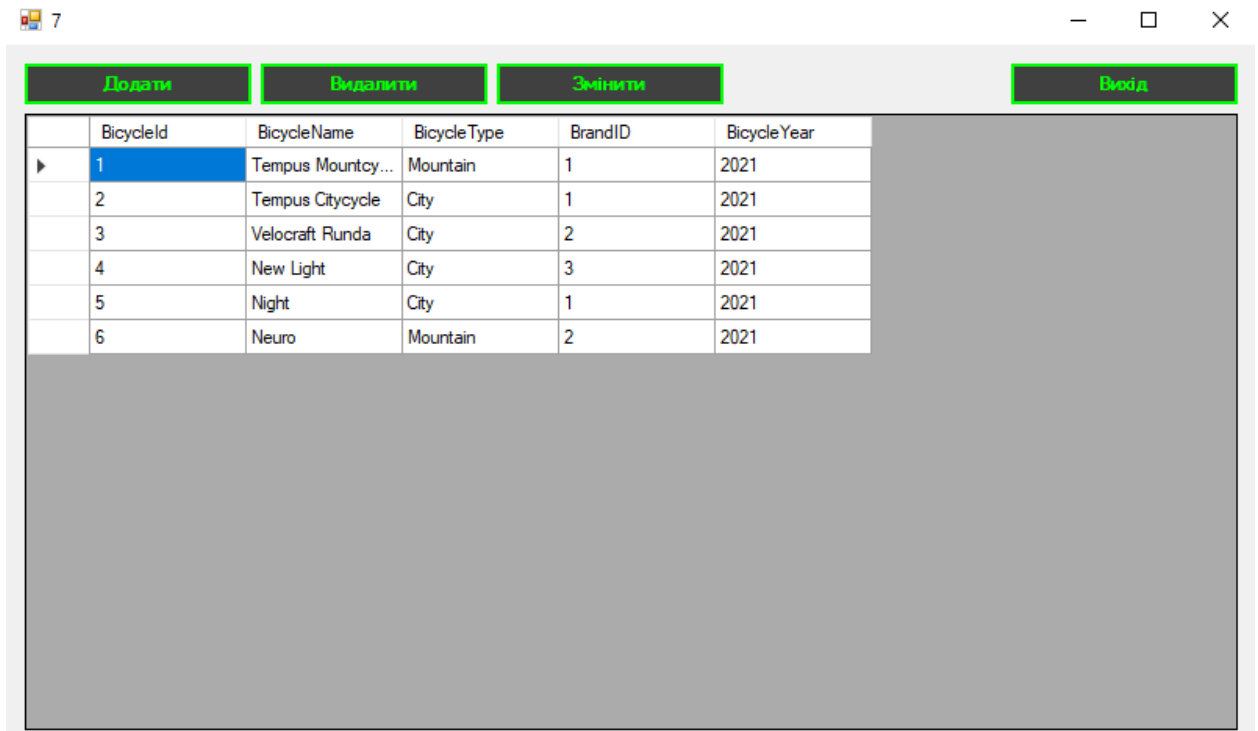 7
Додати Видалити Змінити Вихід
BicycleId BicycleName BicycleType BrandID BicycleYear
1 Tempus Mountcy... Mountain 1 2021
2 Tempus Citycycle City 1 2021
3 Velocraft Runda City 2 2021
4 New Light City 3 2021
5 Night City 1 2021
6 Neuro Mountain 2 2021